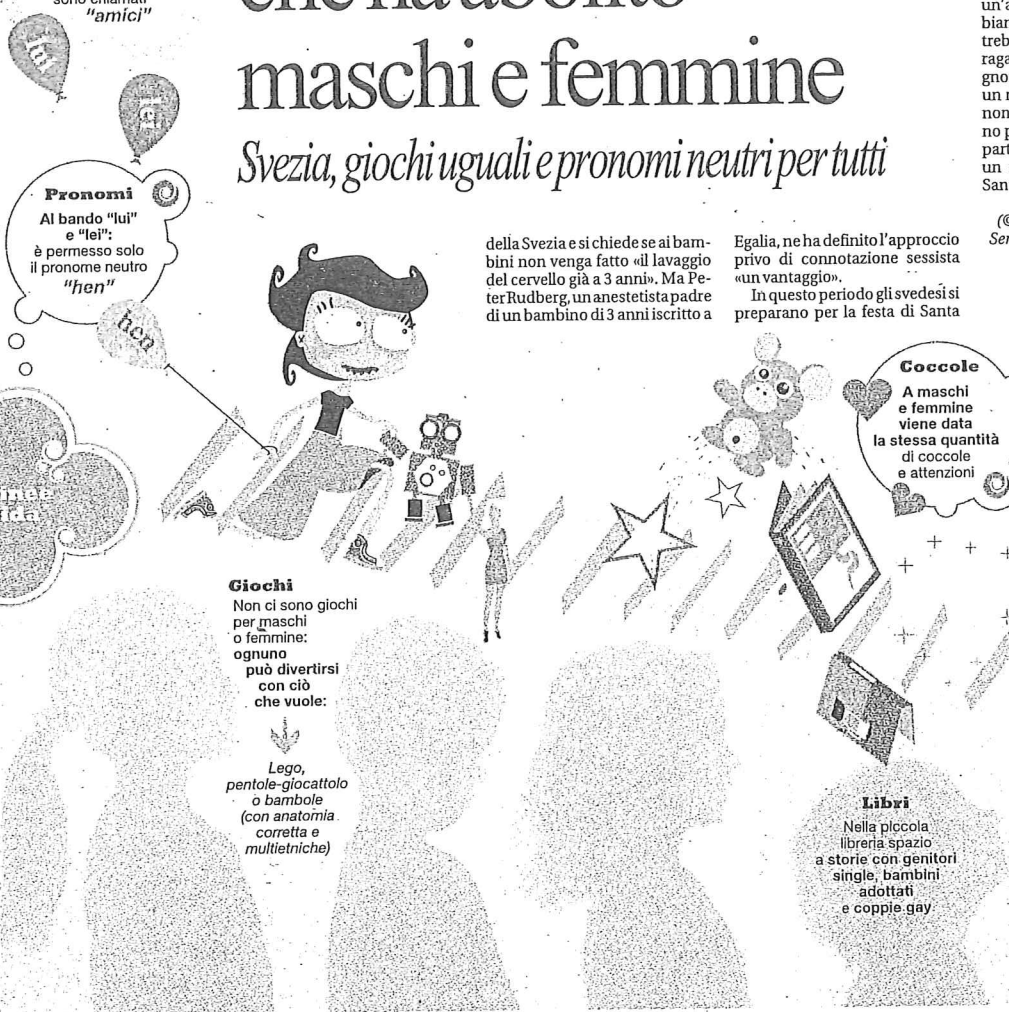 "amici"
lui
lei
maschi e femmine
Svezia, giochi uguali e pronomi neutri per tutti
Pronomi
Al bando "lui"
e "lei":
è permesso solo
il pronome neutro
"hen"
hen
della Svezia e si chiede se ai bam-
bini non venga fatto «il lavaggio
del cervello già a 3 anni». Ma Pe-
ter Rudberg, un anestetista padre
di un bambino di 3 anni iscritto a
Egalia, ne ha definito l'approccio
privo di connotazione sessista
«un vantaggio».
In questo periodo gli svedesi si
preparano per la festa di Santa
Coccole
A maschi
e femmine
viene data
la stessa quantità
di coccole
e attenzioni
Giochi
Non ci sono giochi
per maschi
o femmine:
ognuno
può divertirsi
con ciò
che vuole:
Lego,
pentole-giocattolo
o bambole
(con anatomia
corretta e
multietniche)
Libri
Nella piccola
libreria spazio
a storie con genitori
single, bambini
adottati
e coppie gay